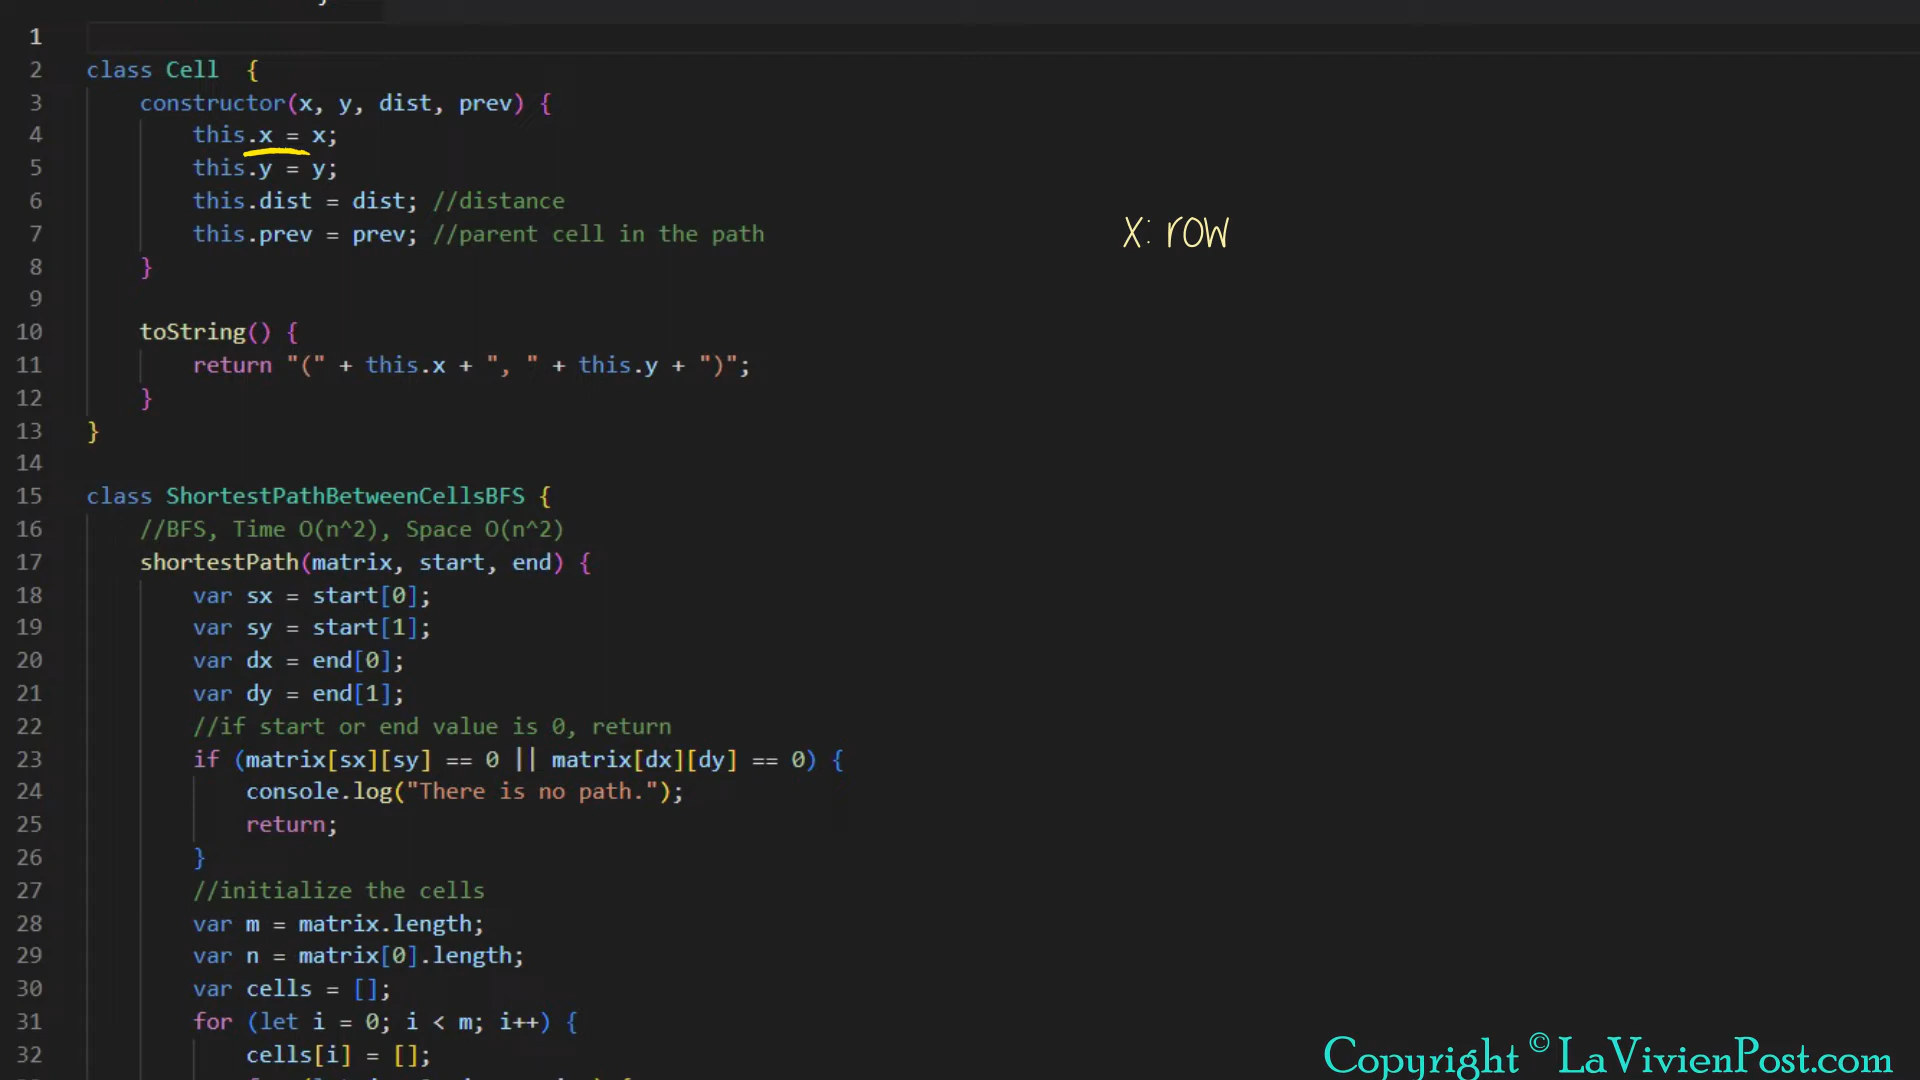 1
2 class Cell  {
3 constructor(x, y, dist, prev) {
4 this.x = x;
5 this.y = y;
6 this.dist = dist; //distance
7 this.prev = prev; //parent cell in the path
x: row
8 }
9
10 toString() {
11 return "(" + this.x + ", " + this.y + ")";
12 }
13 }
14
15 class ShortestPathBetweenCellsBFS {
16 //BFS, Time O(n^2), Space O(n^2)
17 shortestPath(matrix, start, end) {
18 var sx = start[0];
19 var sy = start[1];
20 var dx = end[0];
21 var dy = end[1];
22 //if start or end value is 0, return
23 if (matrix[sx][sy] == 0 || matrix[dx][dy] == 0) {
24 console.log("There is no path.");
25 return;
26 }
27 //initialize the cells
28 var m = matrix.length;
29 var n = matrix[0].length;
30 var cells = [];
31 for (let i = 0; i < m; i++) {
32 cells[i] = [];
Copyright © LaVivienPost.com